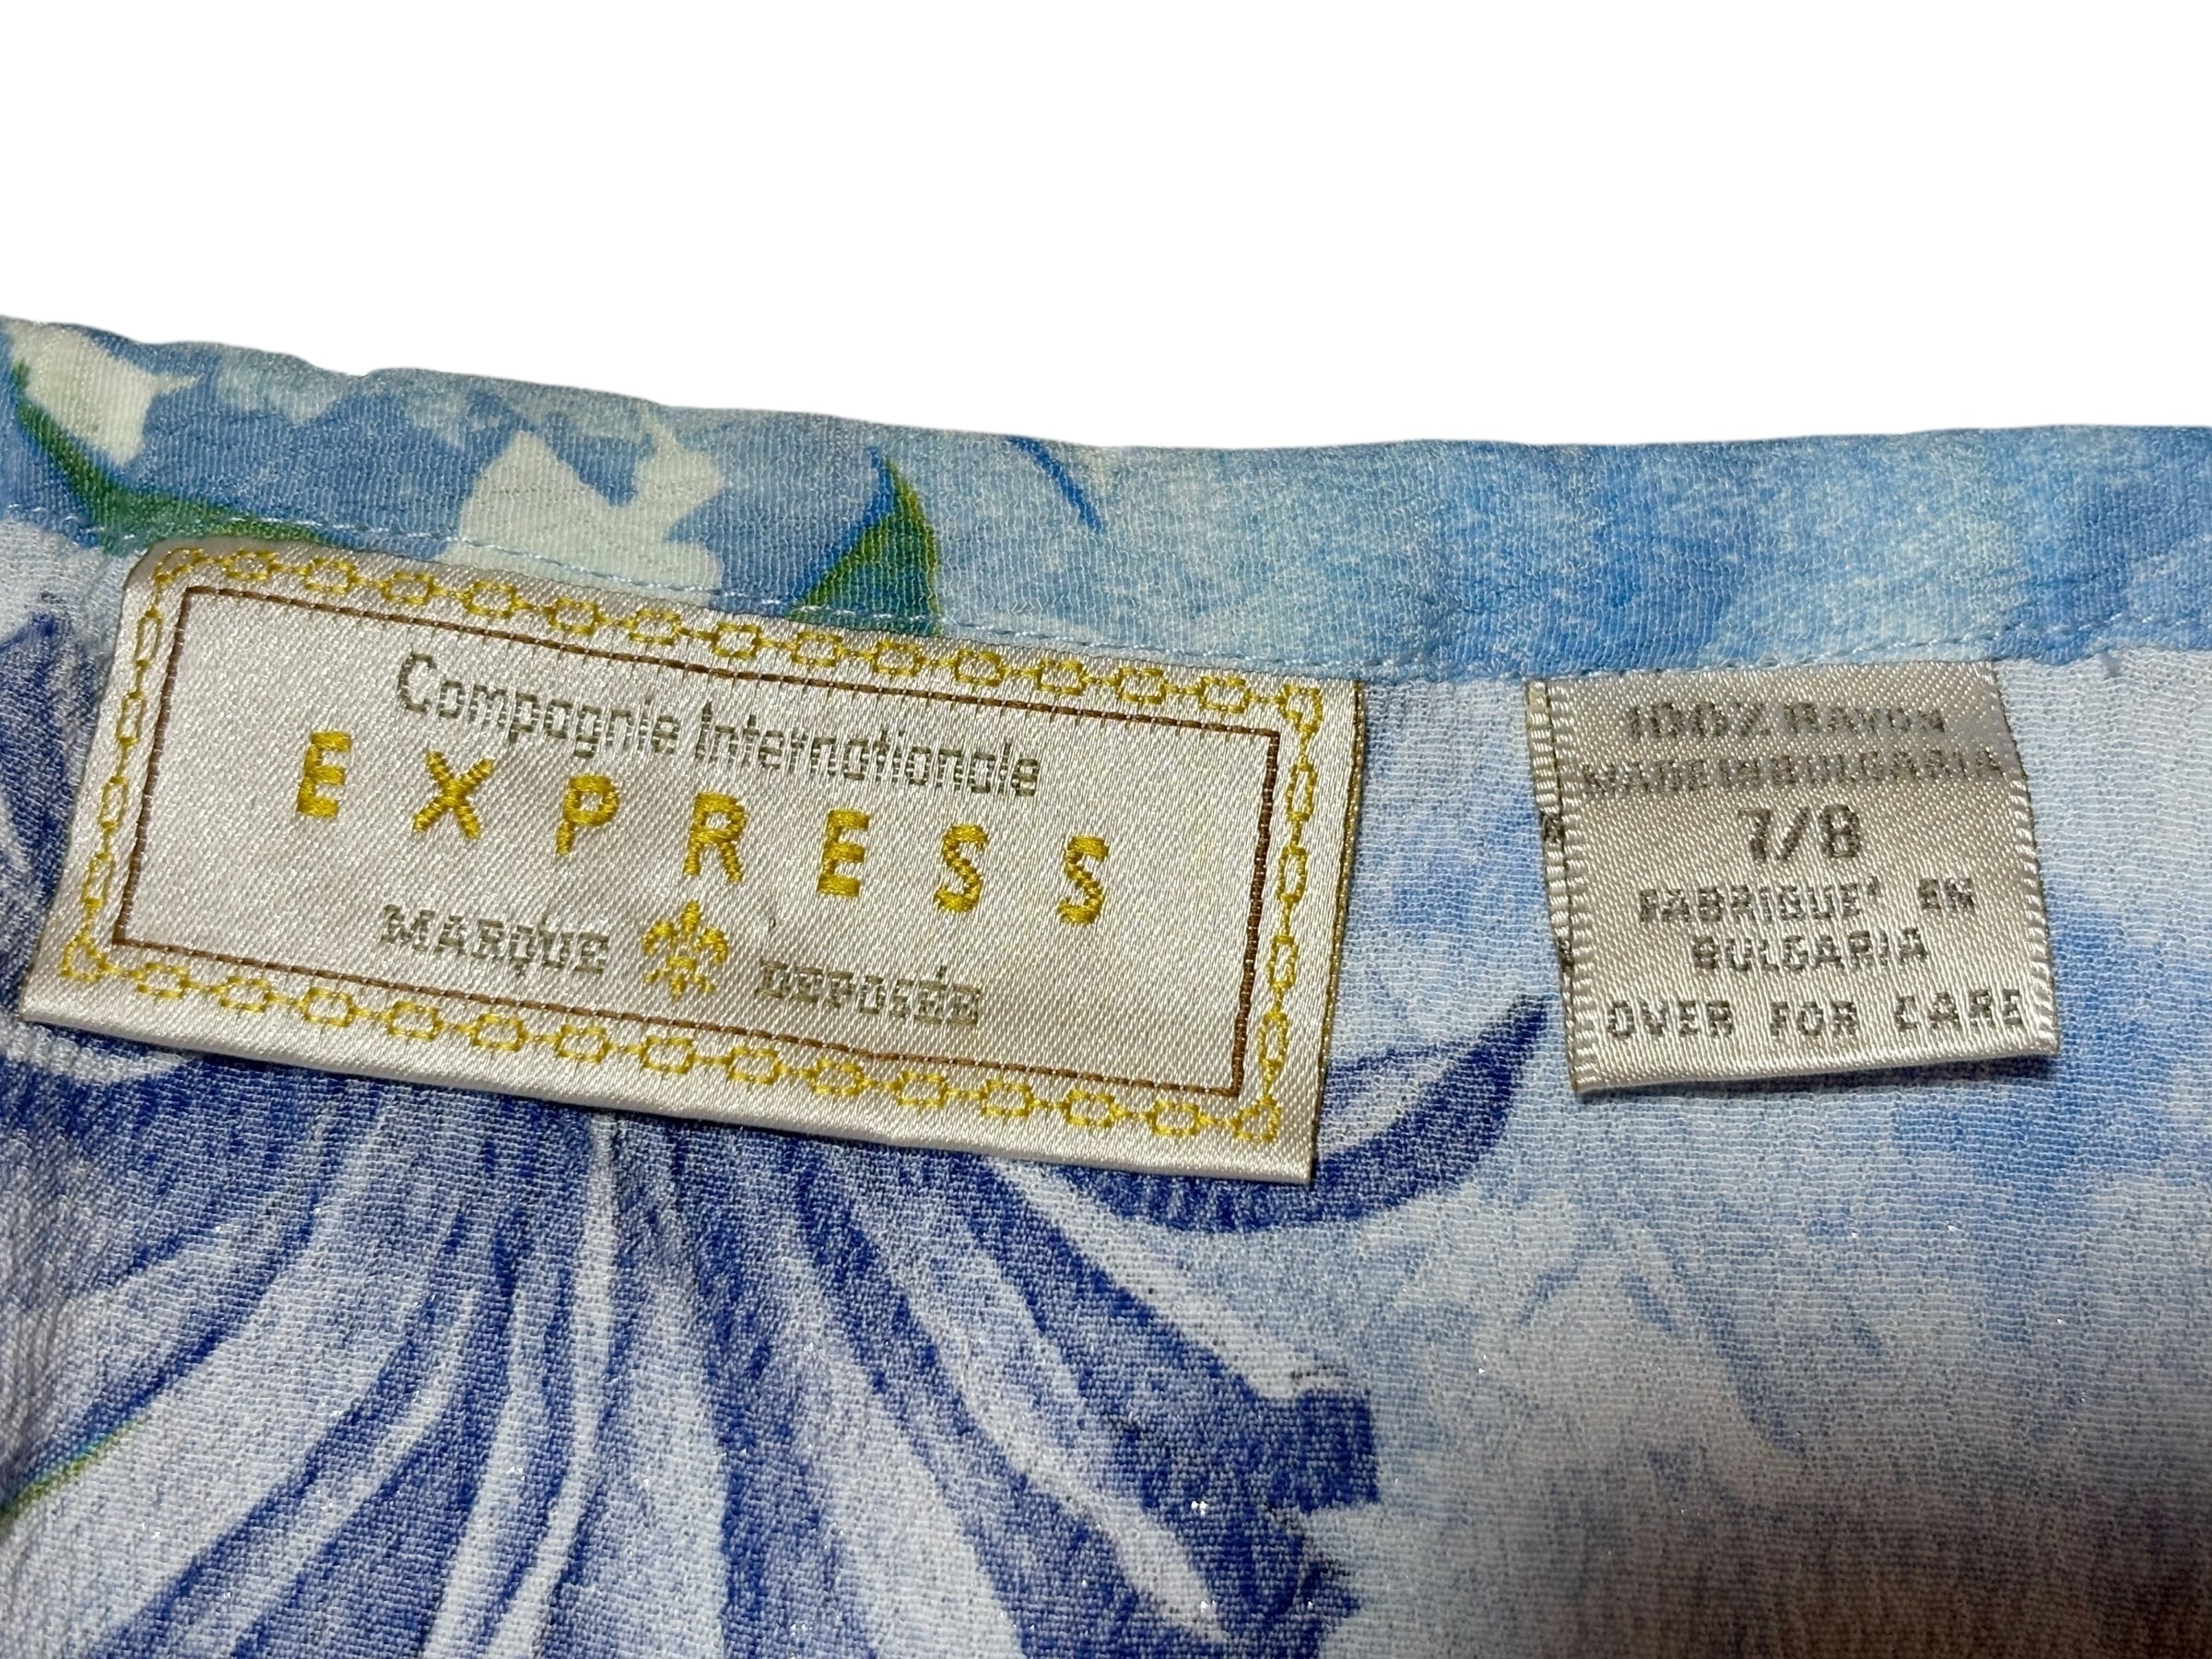 Compagnie Internationale
EXPRESS
MARQUE DEPOSÉE
100% RAYON
MADE IN BULGARIA
7/8
FABRIQUE' EN
BULGARIA
OVER FOR CARE